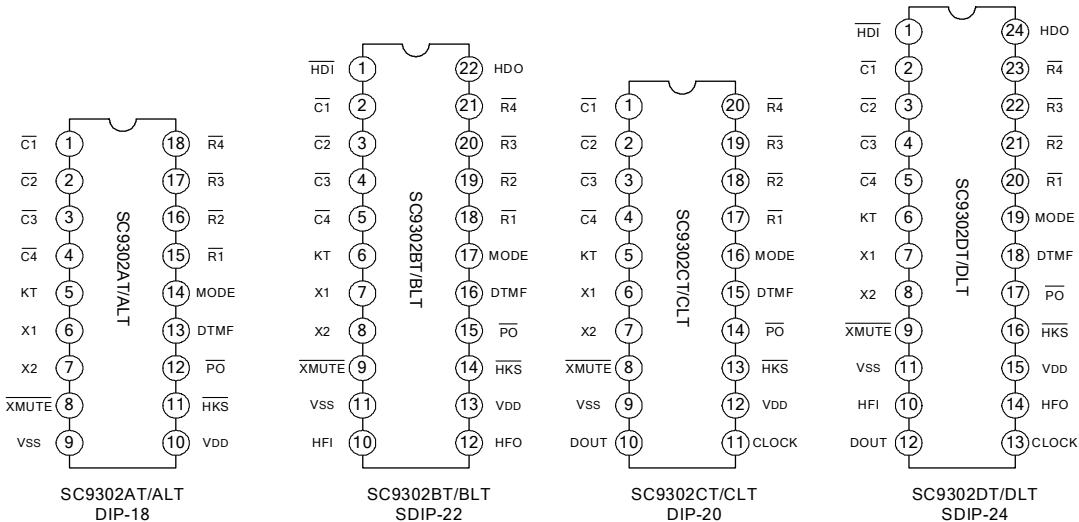 SC9302AT/ALT
C1 1 18 R4
C2 2 17 R3
C3 3 16 R2
C4 4 15 R1
KT 5 14 MODE
X1 6 13 DTMF
X2 7 12 PO
XMUTE 8 11 HKS
VSS 9 10 VDD
SC9302AT/ALT
DIP-18
SC9302BT/BLT
HDI 1 22 HDO
C1 2 21 R4
C2 3 20 R3
C3 4 19 R2
C4 5 18 R1
KT 6 17 MODE
X1 7 16 DTMF
X2 8 15 PO
XMUTE 9 14 HKS
VSS 11 13 VDD
HFI 10 12 HFO
SC9302BT/BLT
SDIP-22
SC9302CT/CLT
C1 1 20 R4
C2 2 19 R3
C3 3 18 R2
C4 4 17 R1
KT 5 16 MODE
X1 6 15 DTMF
X2 7 14 PO
XMUTE 8 13 HKS
VSS 9 12 VDD
DOUT 10 11 CLOCK
SC9302CT/CLT
DIP-20
SC9302DT/DLT
HDI 1 24 HDO
C1 2 23 R4
C2 3 22 R3
C3 4 21 R2
C4 5 20 R1
KT 6 19 MODE
X1 7 18 DTMF
X2 8 17 PO
XMUTE 9 16 HKS
VSS 11 15 VDD
HFI 10 14 HFO
DOUT 12 13 CLOCK
SC9302DT/DLT
SDIP-24